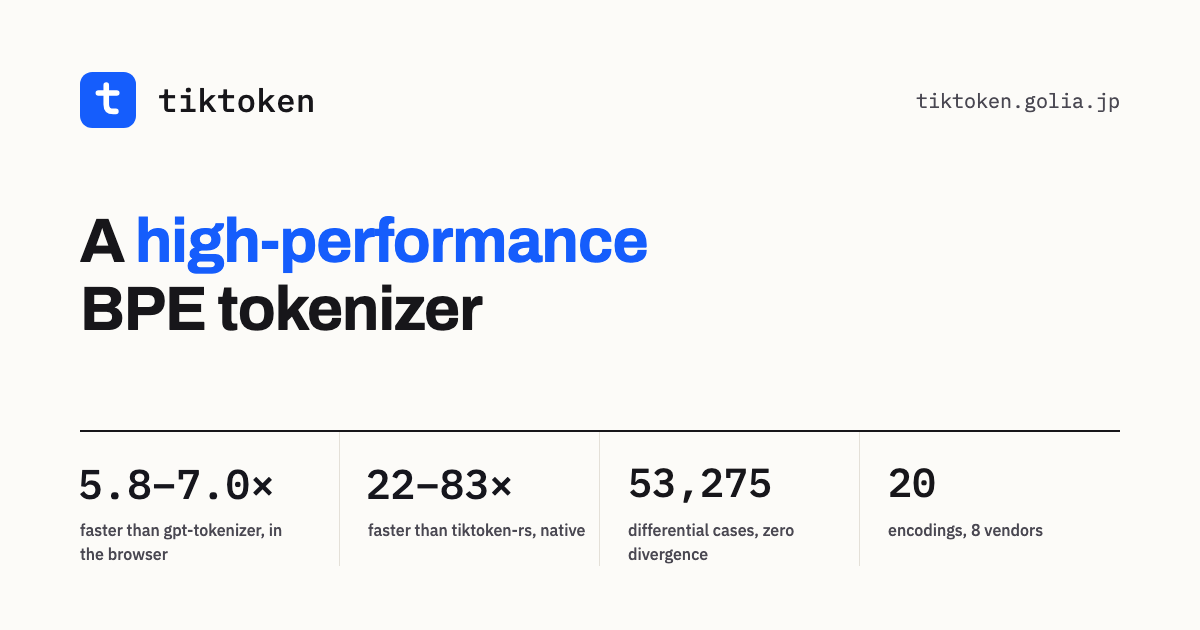 t tiktoken
tiktoken.golia.jp
A high-performance
BPE tokenizer
5.8–7.0×
faster than gpt-tokenizer, in
the browser
22–83×
faster than tiktoken-rs, native
53,275
differential cases, zero
divergence
20
encodings, 8 vendors